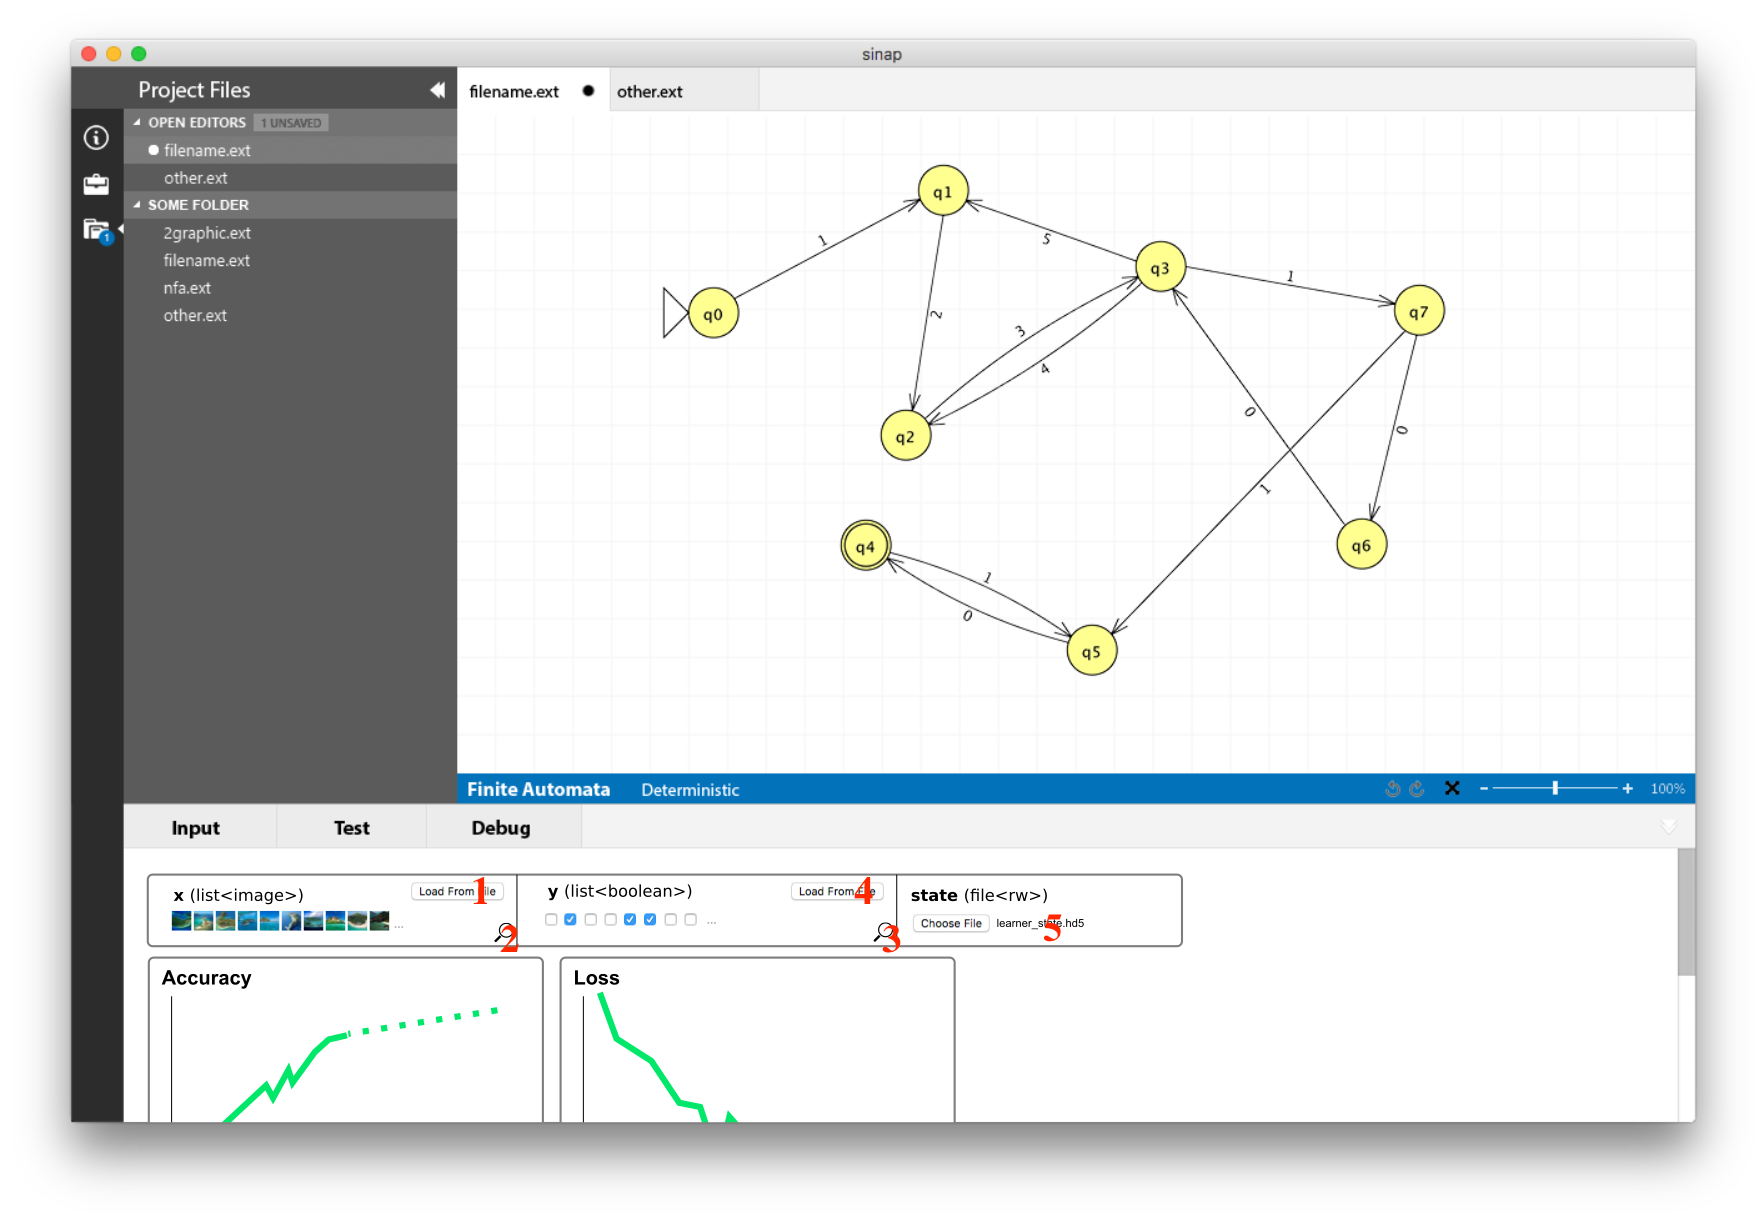 sinap
Project Files
OPEN EDITORS 1 UNSAVED
filename.ext
other.ext
SOME FOLDER
2graphic.ext
filename.ext
nfa.ext
other.ext
1
filename.ext
other.ext
q1
1
5
q3
1
q0
2
q7
3
4
0
0
q2
1
q4
q6
1
0
q5
Finite Automata Deterministic
100%
Input Test Debug
x (list<image>) Load From File 1
... 2
y (list<boolean>) Load From File 4
... 3
state (file<rw>)
Choose File learner_state.hd5 5
Accuracy
Loss